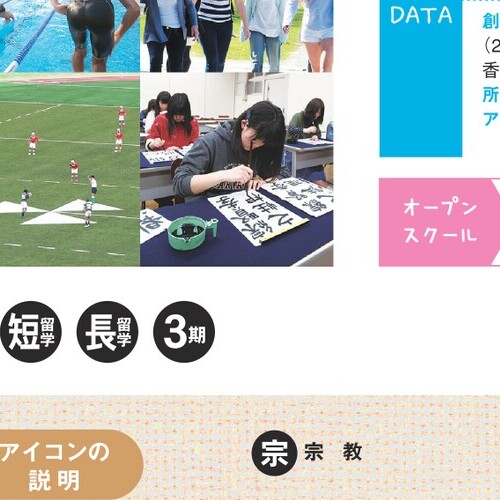 DATA
創
(2
香
所
ア
オープン
スクール
短留学
長留学
3期
アイコンの
説明
宗 宗 教